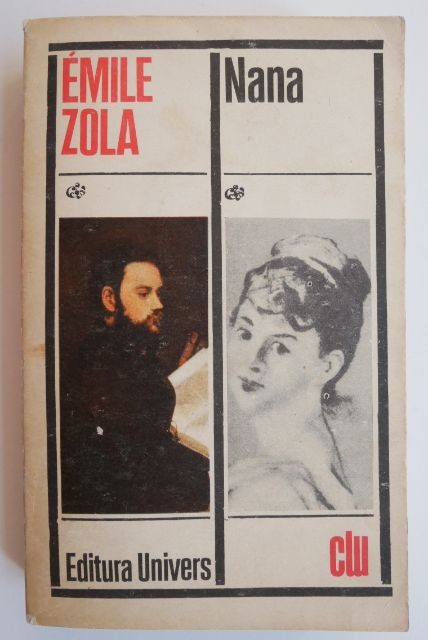 ÉMILE
ZOLA
Nana
Editura Univers
clu